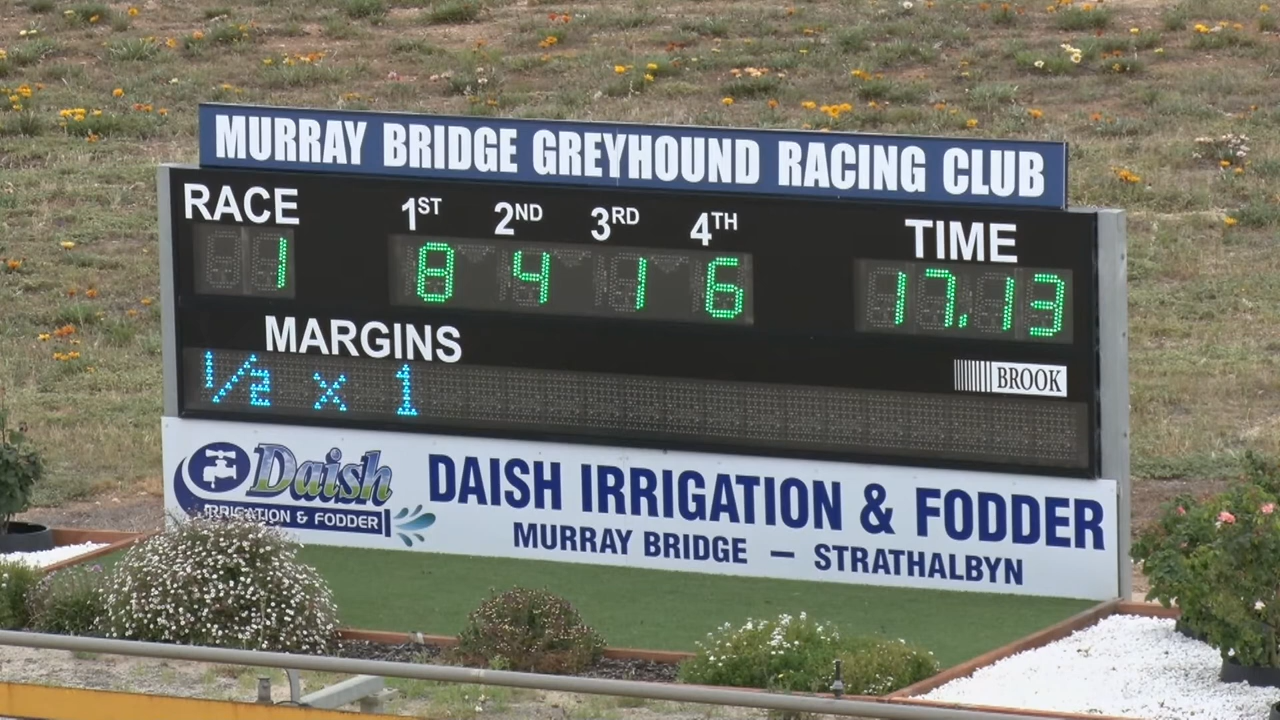 MURRAY BRIDGE GREYHOUND RACING CLUB
RACE 1ST 2ND 3RD 4TH TIME
1 8 4 1 6 17.13
MARGINS
BROOK
1/2 x 1
Daish
IRRIGATION & FODDER
DAISH IRRIGATION & FODDER
MURRAY BRIDGE — STRATHALBYN